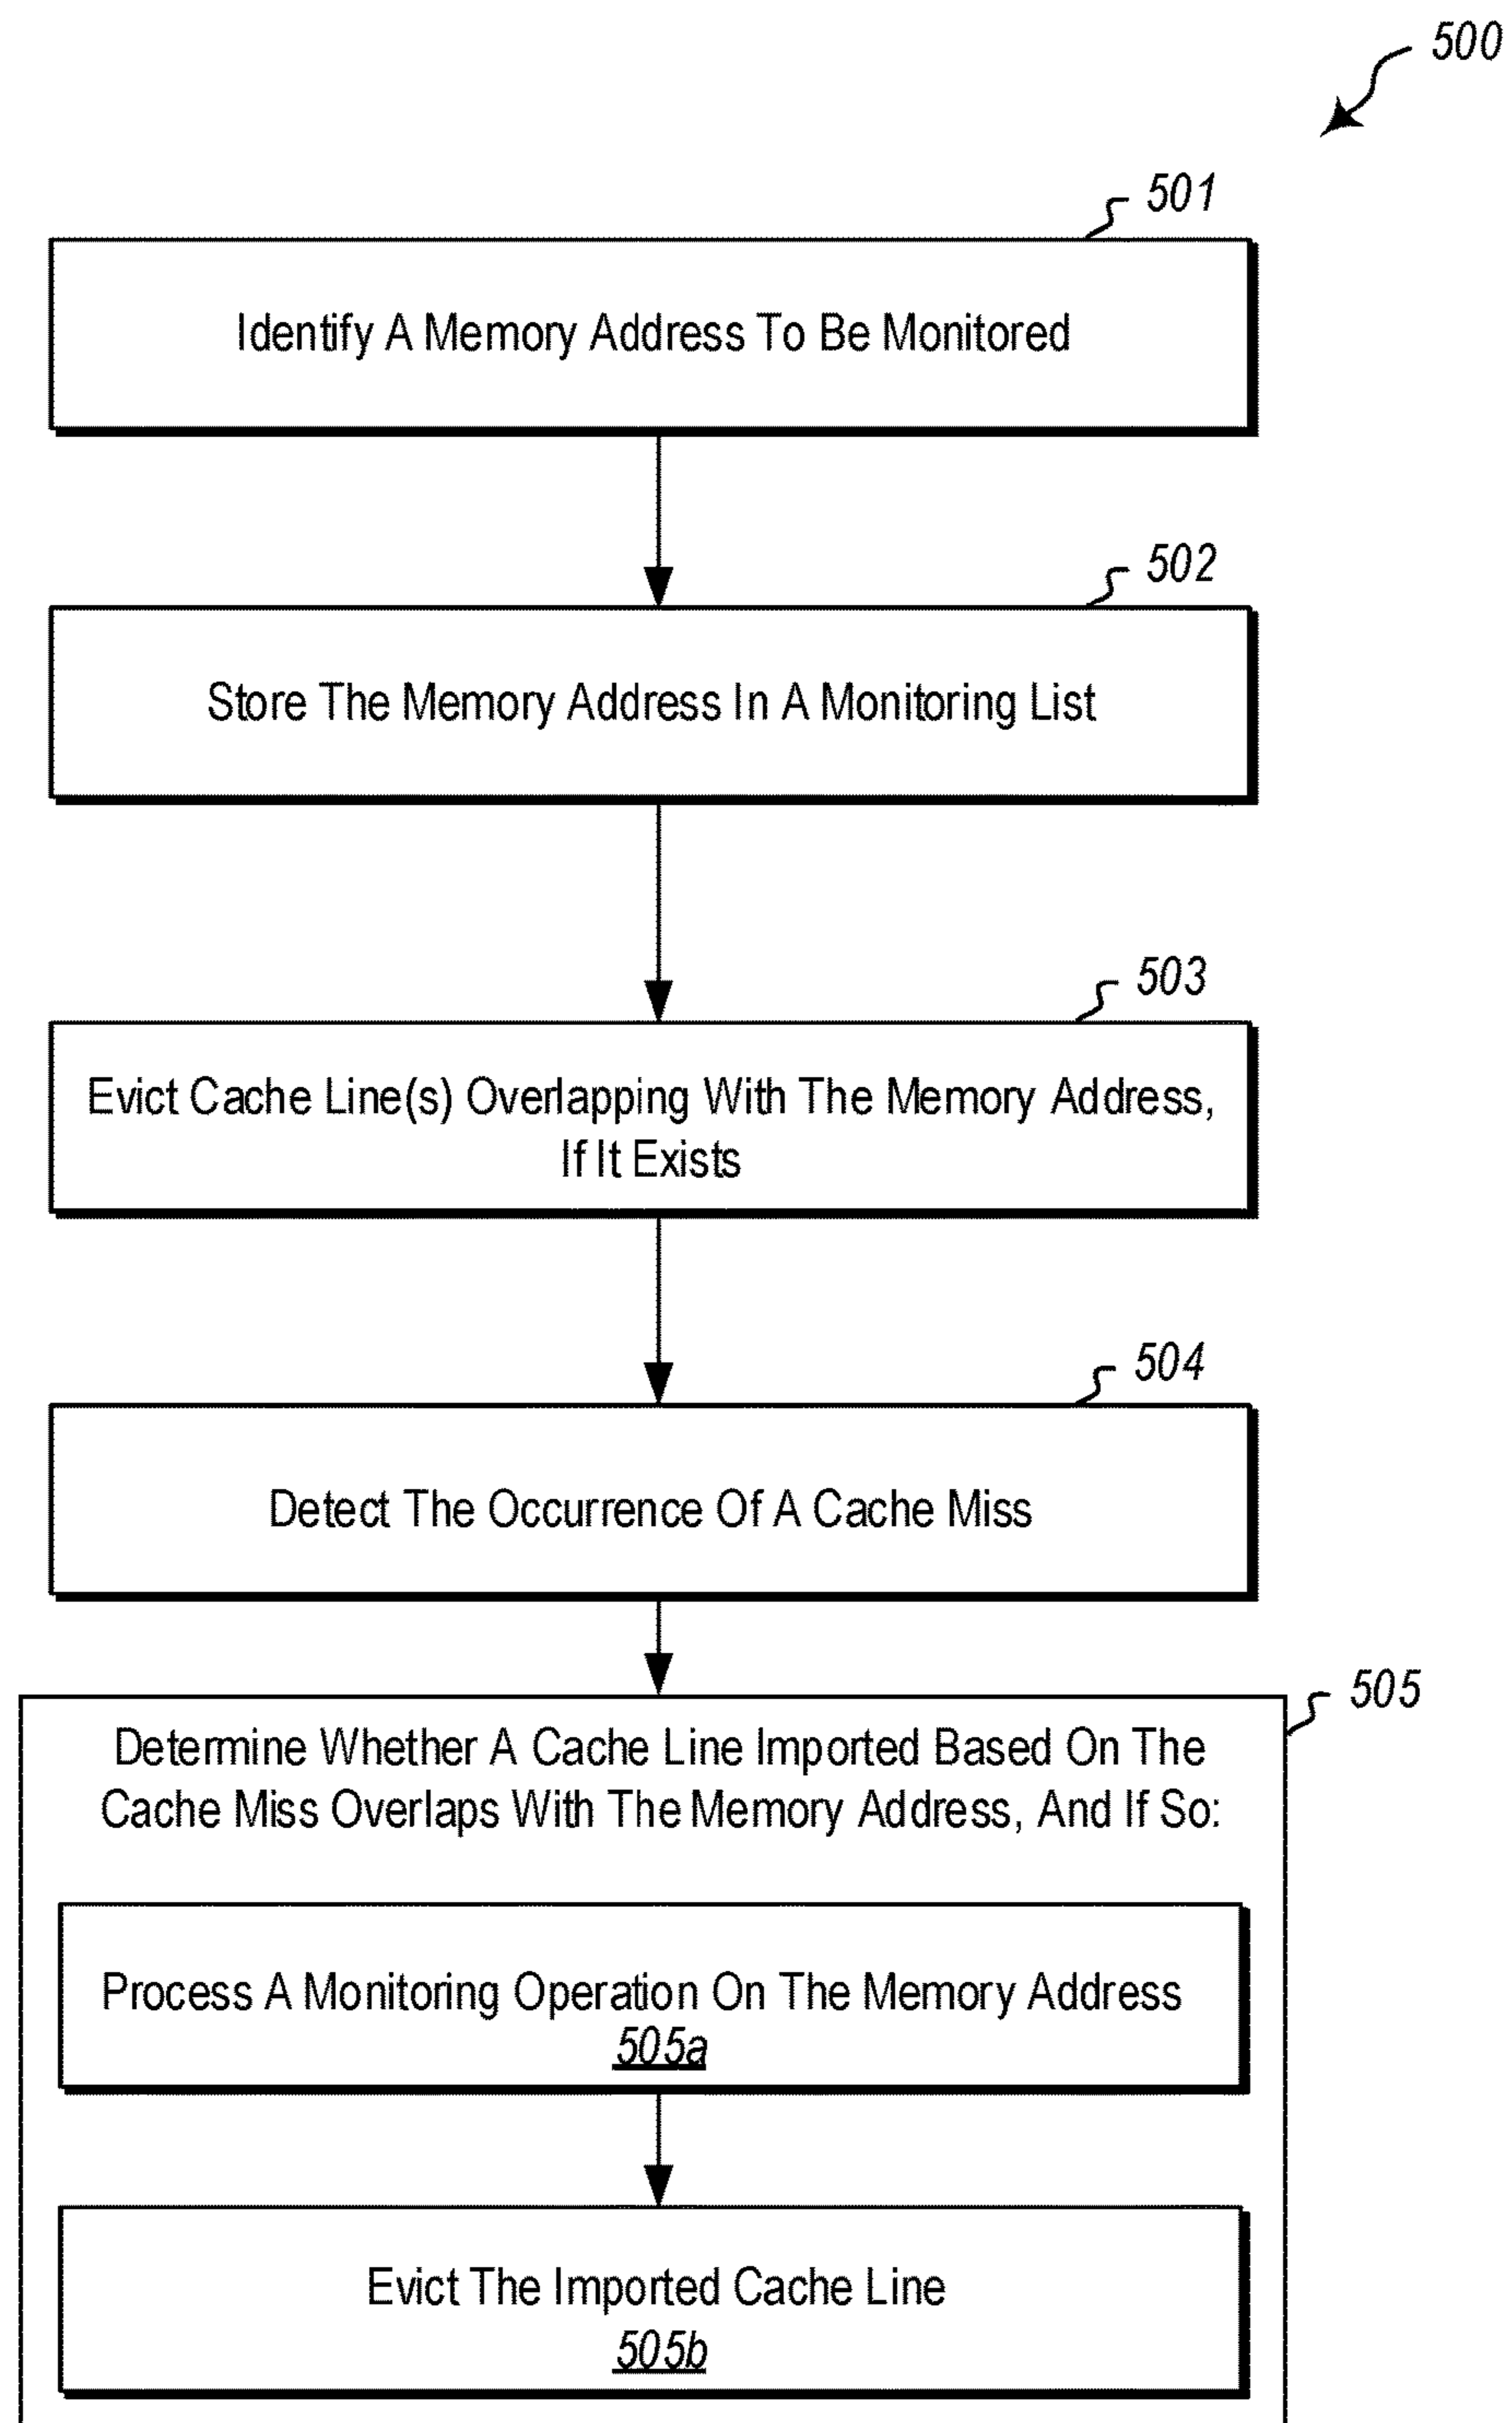 500
501
Identify A Memory Address To Be Monitored
502
Store The Memory Address In A Monitoring List
503
Evict Cache Line(s) Overlapping With The Memory Address,
If It Exists
504
Detect The Occurrence Of A Cache Miss
505
Determine Whether A Cache Line Imported Based On The
Cache Miss Overlaps With The Memory Address, And If So:
Process A Monitoring Operation On The Memory Address
505a
Evict The Imported Cache Line
505b